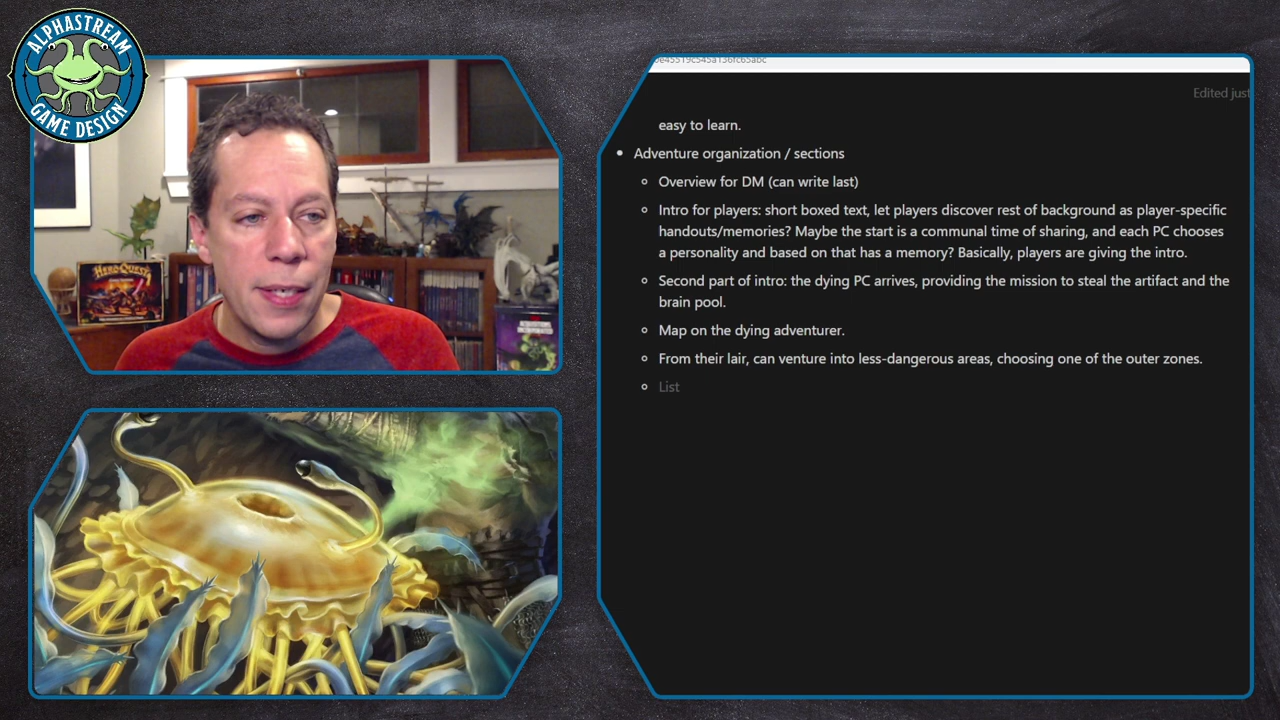 ALPHASTREAM
GAME DESIGN
HEROQUEST
Edited just
easy to learn.
Adventure organization / sections
Overview for DM (can write last)
Intro for players: short boxed text, let players discover rest of background as player-specific
handouts/memories? Maybe the start is a communal time of sharing, and each PC chooses
a personality and based on that has a memory? Basically, players are giving the intro.
Second part of intro: the dying PC arrives, providing the mission to steal the artifact and the
brain pool.
Map on the dying adventurer.
From their lair, can venture into less-dangerous areas, choosing one of the outer zones.
List